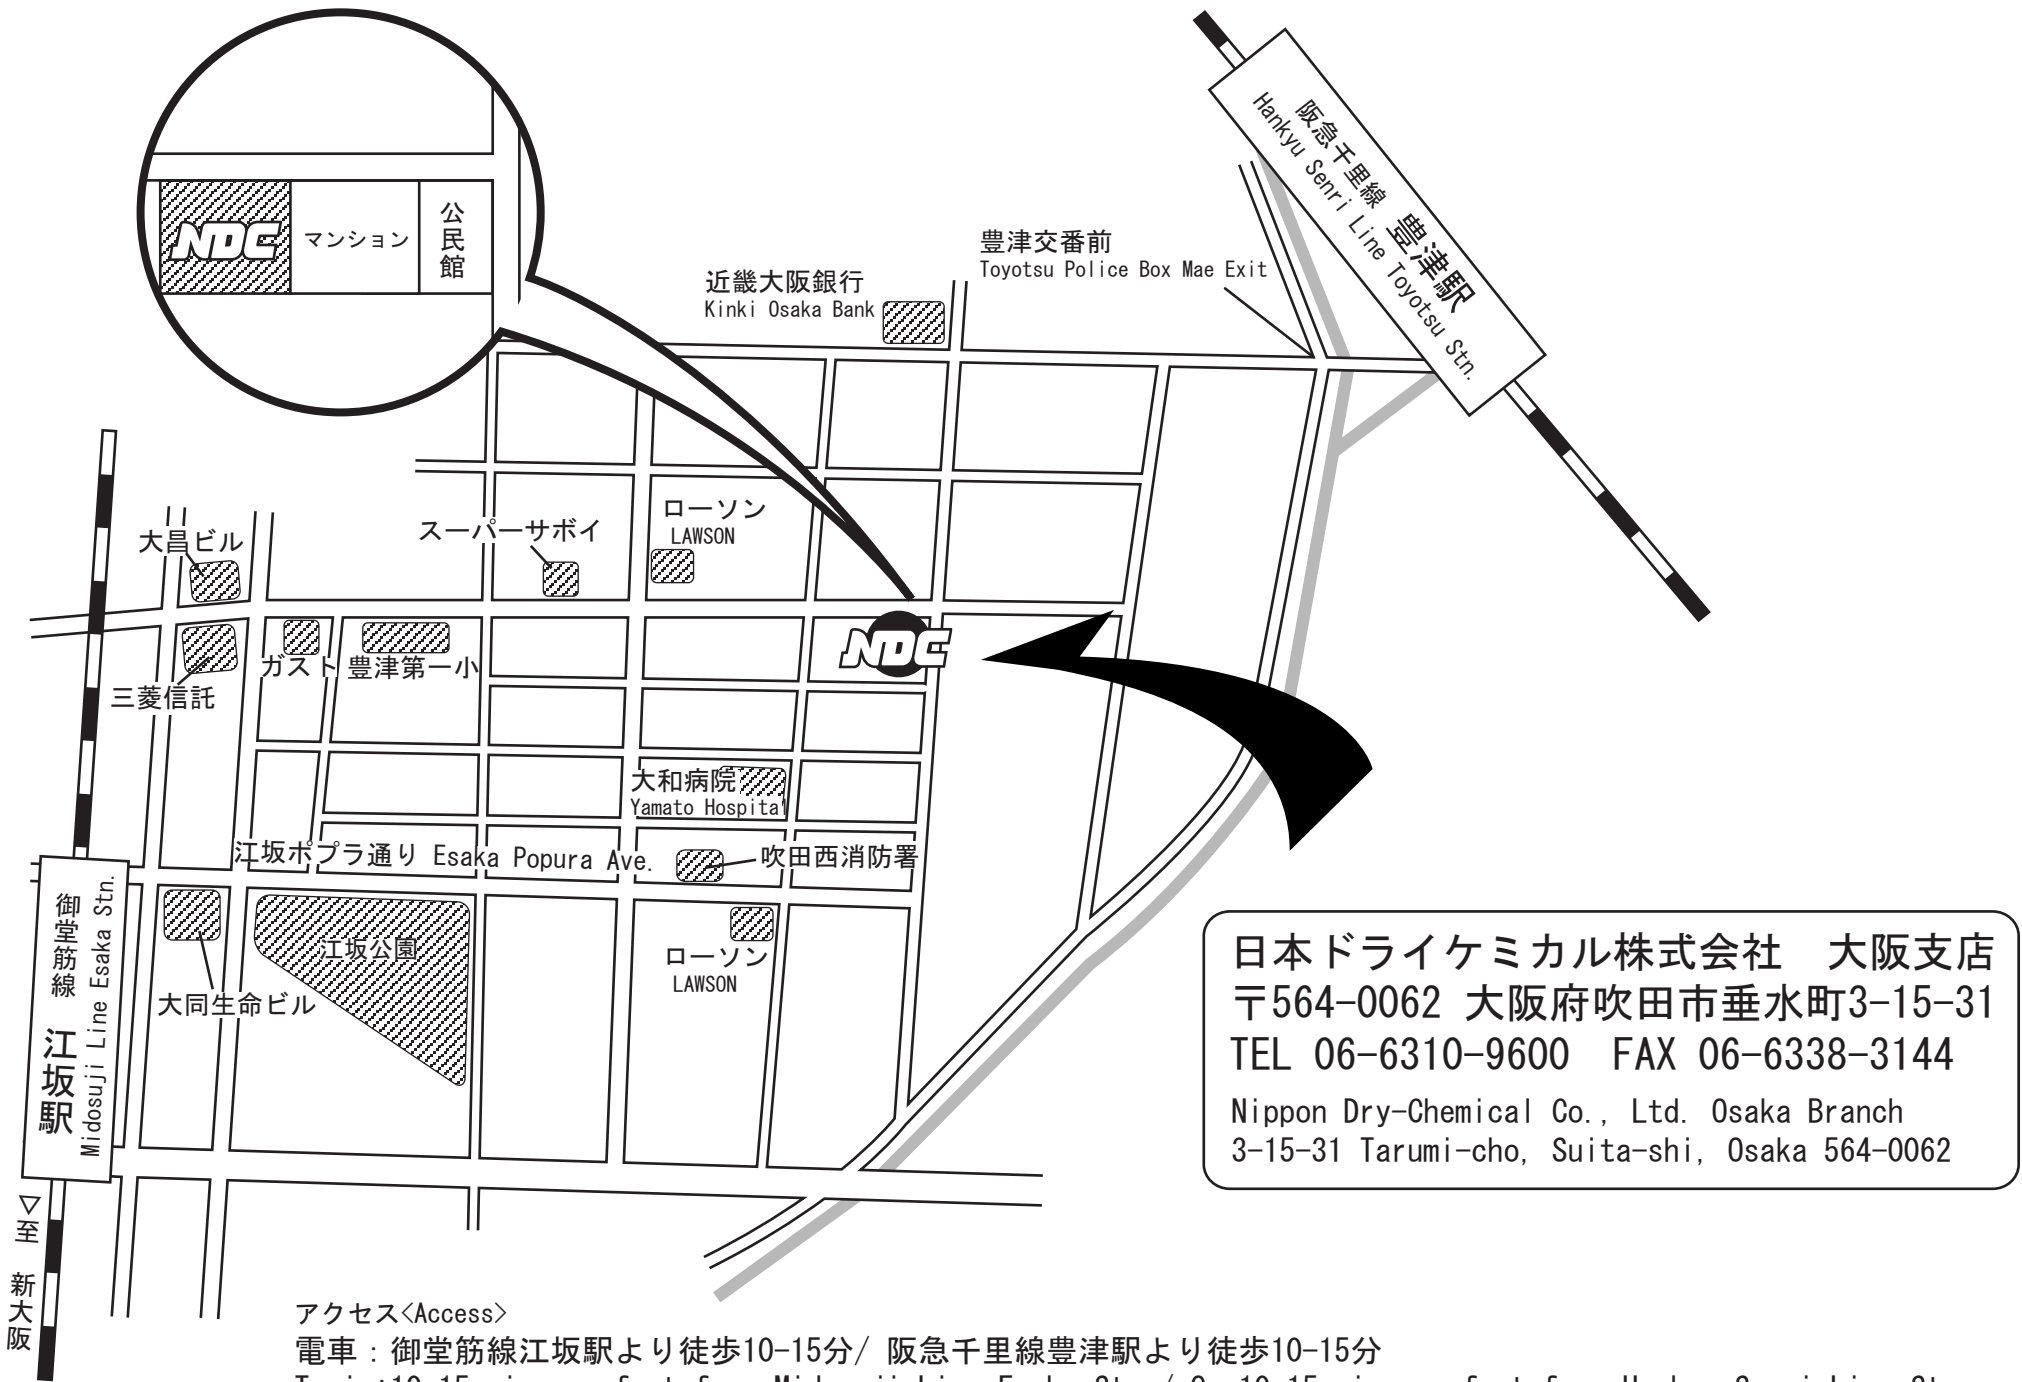 NDC
マンション
公民館
近畿大阪銀行
Kinki Osaka Bank
豊津交番前
Toyotsu Police Box Mae Exit
阪急千里線 豊津駅
Hankyu Senri Line Toyotsu Stn.
大昌ビル
スーパーサボイ
ローソン
LAWSON
三菱信託
ガスト
豊津第一小
NDC
大和病院
Yamato Hospital
江坂ポプラ通り Esaka Popura Ave.
吹田西消防署
御堂筋線 江坂駅
Midosuji Line Esaka Stn.
江坂公園
大同生命ビル
ローソン
LAWSON
▽至 新大阪
日本ドライケミカル株式会社 大阪支店
〒564-0062 大阪府吹田市垂水町3-15-31
TEL 06-6310-9600 FAX 06-6338-3144
Nippon Dry-Chemical Co., Ltd. Osaka Branch
3-15-31 Tarumi-cho, Suita-shi, Osaka 564-0062
アクセス<Access>
電車：御堂筋線江坂駅より徒歩10-15分/ 阪急千里線豊津駅より徒歩10-15分